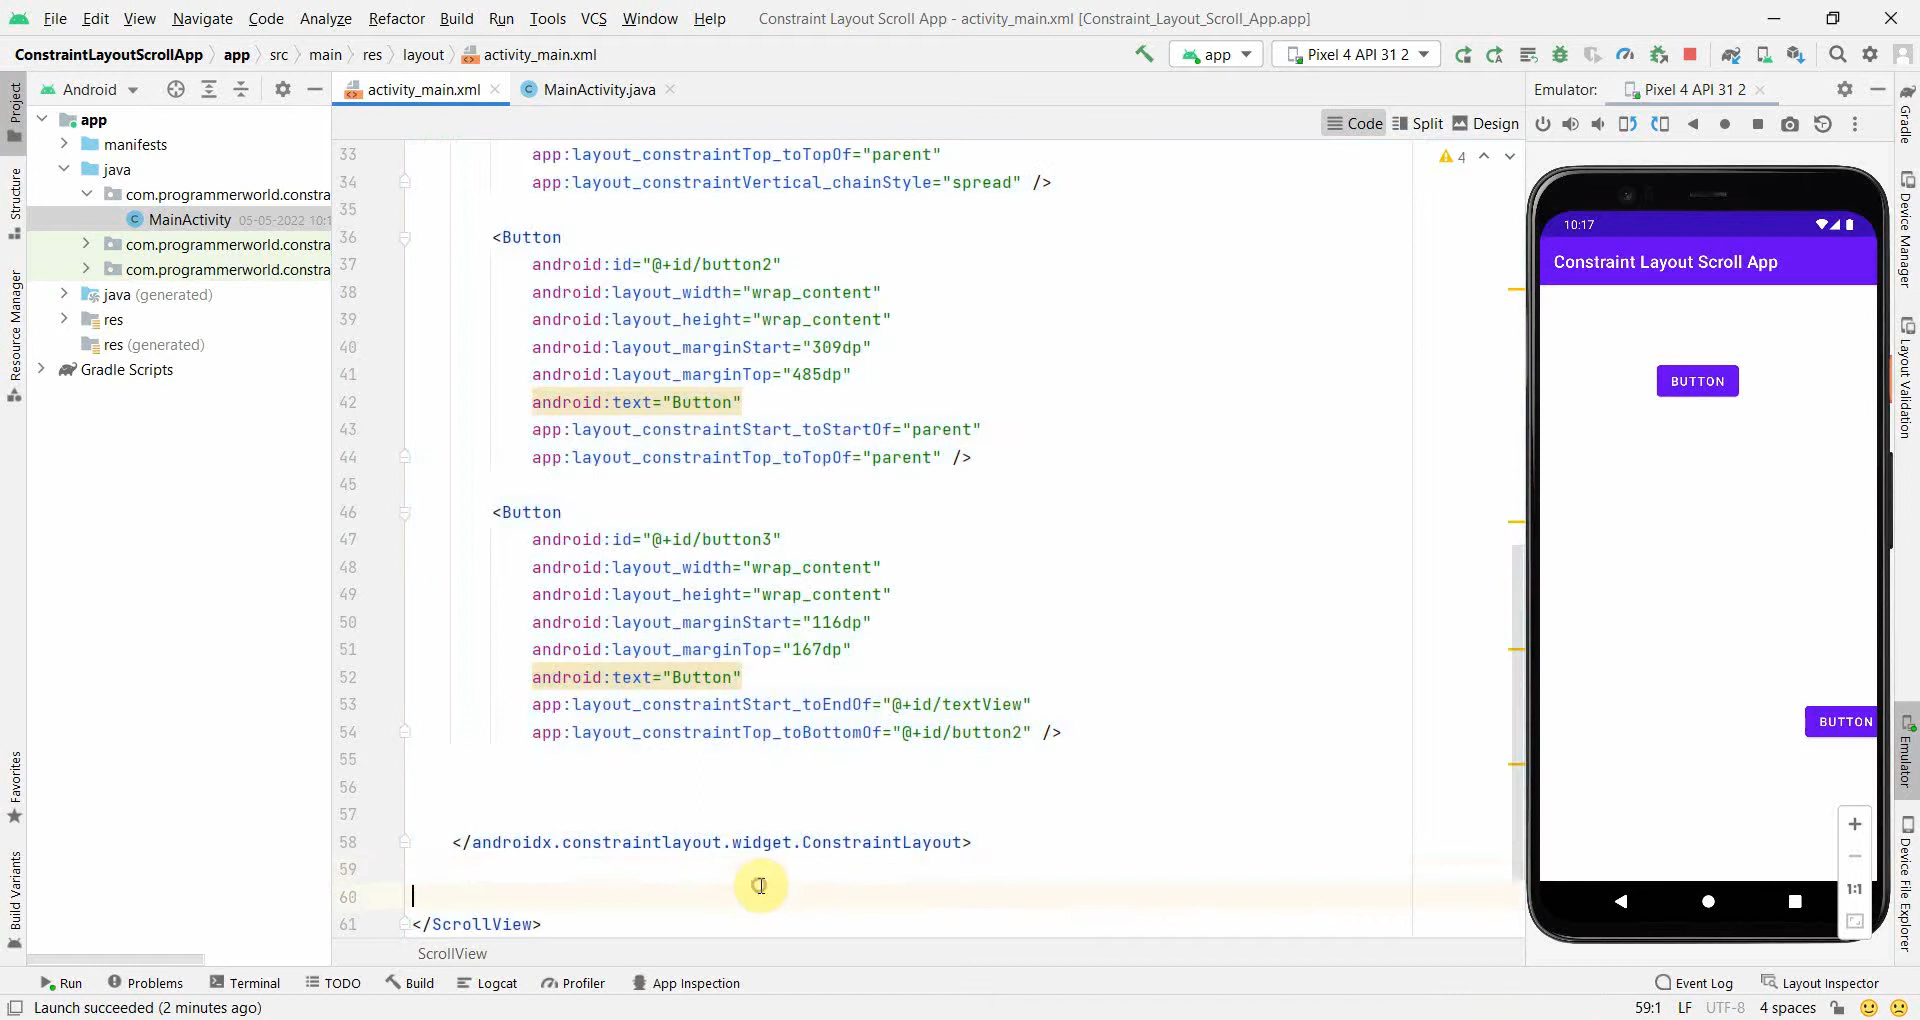 File Edit View Navigate Code Analyze Refactor Build Run Tools VCS Window Help Constraint Layout Scroll App - activity_main.xml [Constraint_Layout_Scroll_App.app]
ConstraintLayoutScrollApp app src main res layout activity_main.xml app Pixel 4 API 31 2
Android activity_main.xml MainActivity.java Emulator: Pixel 4 API 31 2
Code Split Design
Project
Structure
Resource Manager
Favorites
Build Variants
app
manifests
java
com.programmerworld.constra
MainActivity 05-05-2022 10:1
com.programmerworld.constra
com.programmerworld.constra
java (generated)
res
res (generated)
Gradle Scripts
4
33 app:layout_constraintTop_toTopOf="parent"
34 app:layout_constraintVertical_chainStyle="spread" />
35
36 <Button
37 android:id="@+id/button2"
38 android:layout_width="wrap_content"
39 android:layout_height="wrap_content"
40 android:layout_marginStart="309dp"
41 android:layout_marginTop="485dp"
42 android:text="Button"
43 app:layout_constraintStart_toStartOf="parent"
44 app:layout_constraintTop_toTopOf="parent" />
45
46 <Button
47 android:id="@+id/button3"
48 android:layout_width="wrap_content"
49 android:layout_height="wrap_content"
50 android:layout_marginStart="116dp"
51 android:layout_marginTop="167dp"
52 android:text="Button"
53 app:layout_constraintStart_toEndOf="@+id/textView"
54 app:layout_constraintTop_toBottomOf="@+id/button2" />
55
56
57
58 </androidx.constraintlayout.widget.ConstraintLayout>
59
60
61 </ScrollView>
ScrollView
10:17
Constraint Layout Scroll App
BUTTON
BUTTON
1:1
Gradle
Device Manager
Layout Validation
Emulator
Device File Explorer
Run Problems Terminal TODO Build Logcat Profiler App Inspection Event Log Layout Inspector
Launch succeeded (2 minutes ago) 59:1 LF UTF-8 4 spaces